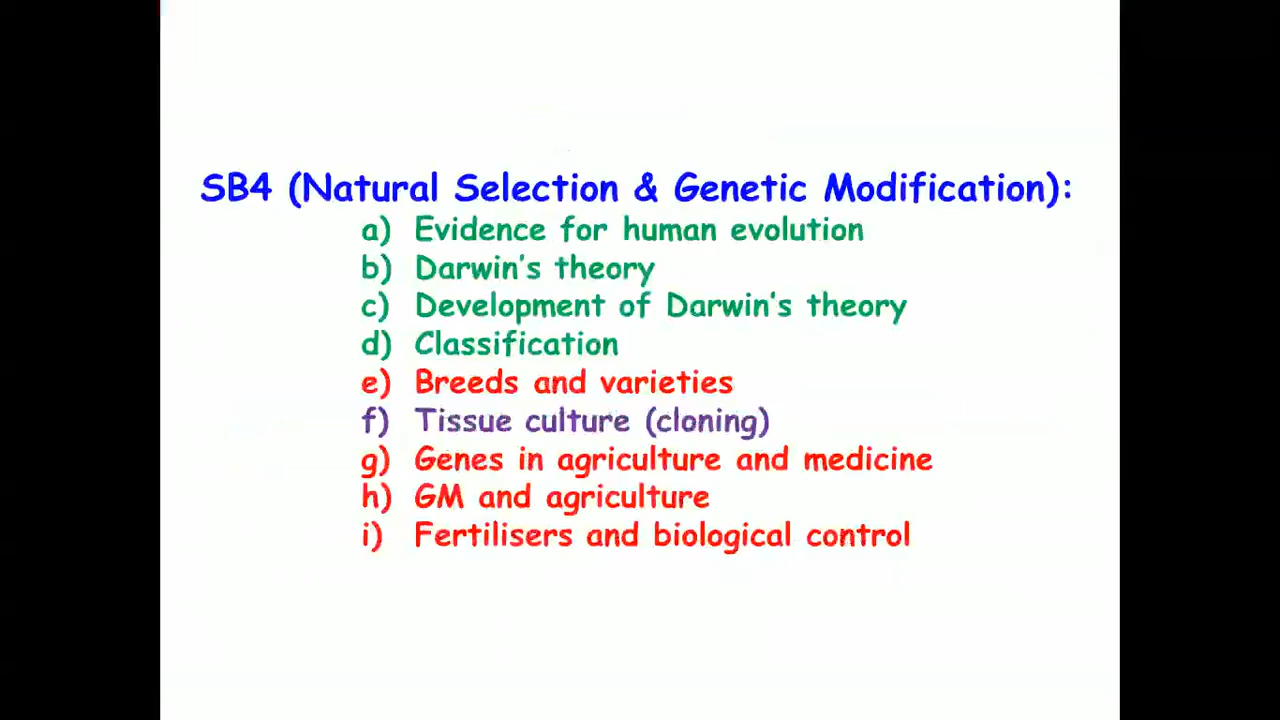 SB4 (Natural Selection & Genetic Modification):
a) Evidence for human evolution
b) Darwin's theory
c) Development of Darwin's theory
d) Classification
e) Breeds and varieties
f) Tissue culture (cloning)
g) Genes in agriculture and medicine
h) GM and agriculture
i) Fertilisers and biological control